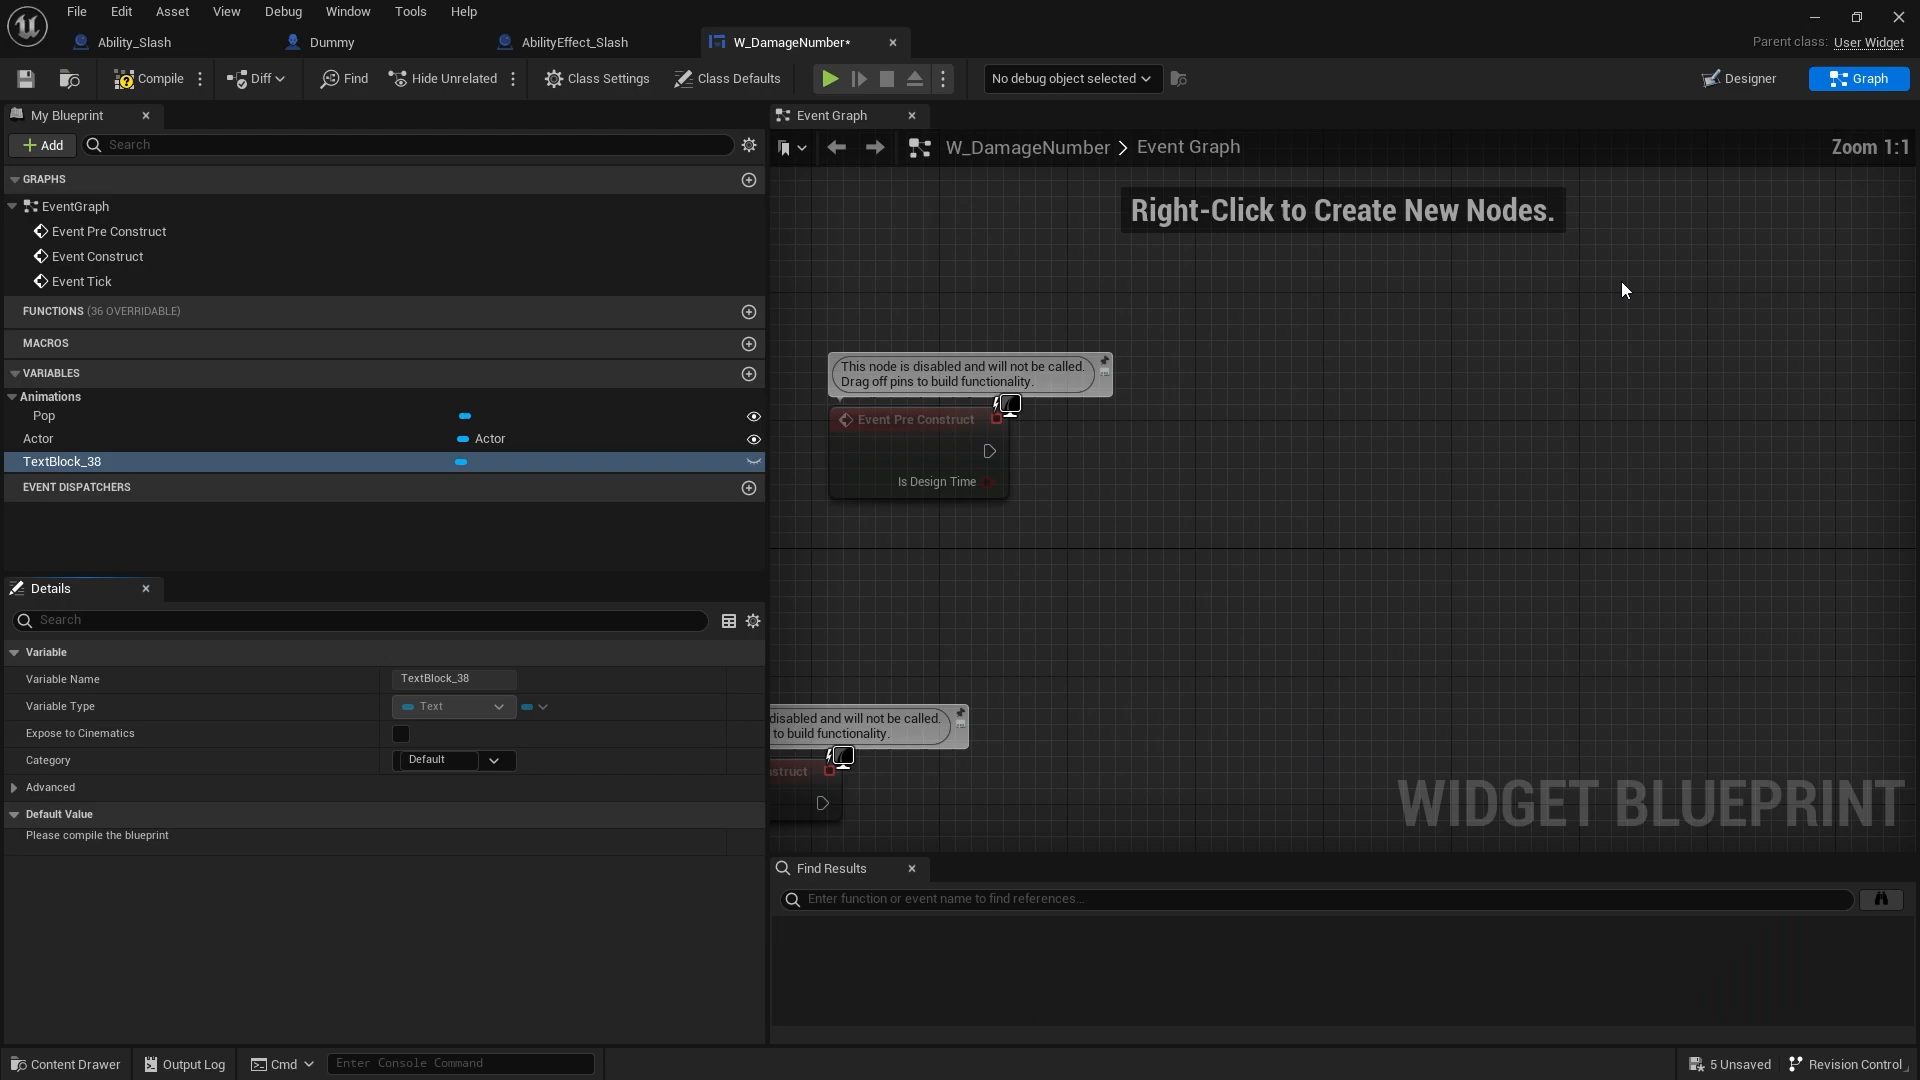 File Edit Asset View Debug Window Tools Help
Ability_Slash Dummy AbilityEffect_Slash W_DamageNumber* Parent class: User Widget
Compile Diff Find Hide Unrelated Class Settings Class Defaults No debug object selected Designer Graph
My Blueprint
Event Graph
Add Search
W_DamageNumber > Event Graph Zoom 1:1
GRAPHS
EventGraph
Event Pre Construct
Event Construct
Event Tick
FUNCTIONS (36 OVERRIDABLE)
MACROS
VARIABLES
Animations
Pop
Actor Actor
TextBlock_38
EVENT DISPATCHERS
Right-Click to Create New Nodes.
This node is disabled and will not be called.
Drag off pins to build functionality.
Event Pre Construct
Is Design Time
disabled and will not be called.
to build functionality.
struct
WIDGET BLUEPRINT
Details
Search
Variable
Variable Name TextBlock_38
Variable Type Text
Expose to Cinematics
Category Default
Advanced
Default Value
Please compile the blueprint
Find Results
Enter function or event name to find references...
Content Drawer Output Log Cmd Enter Console Command 5 Unsaved Revision Control